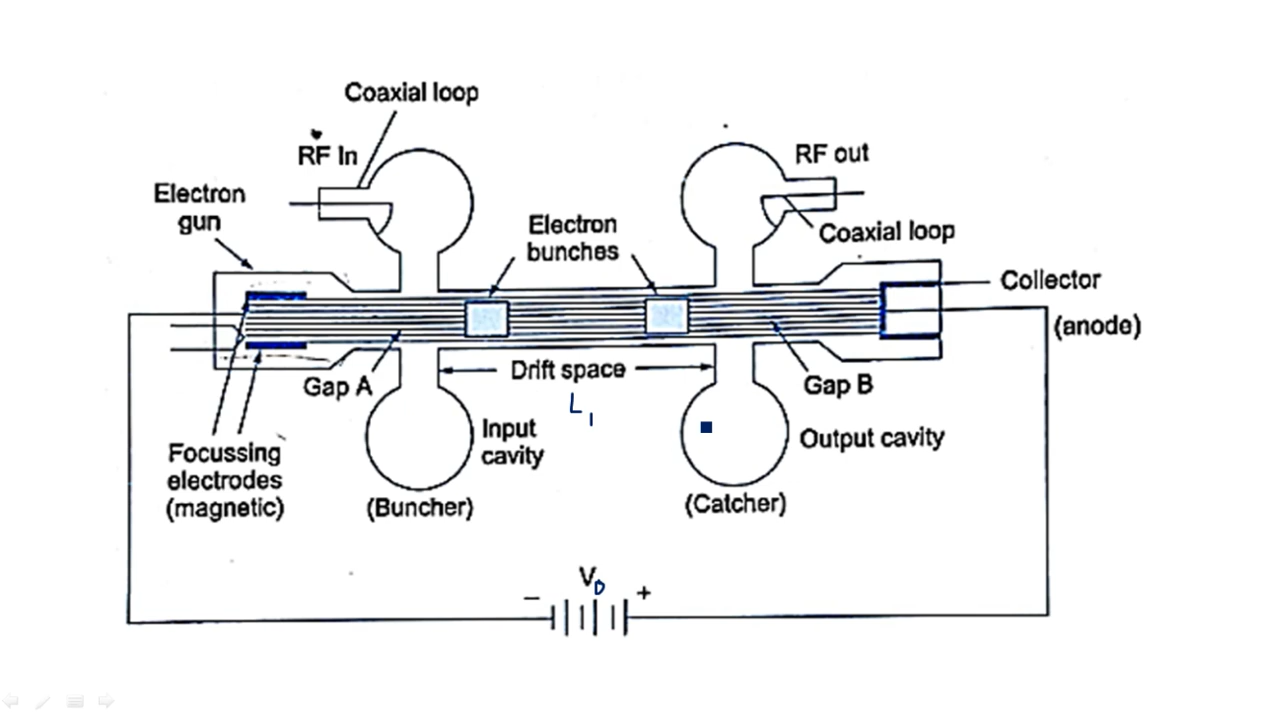 Coaxial loop
RF In
RF out
Electron
gun
Electron
bunches
Coaxial loop
Collector
(anode)
Gap A
Drift space
L1
Gap B
Input
cavity
Output cavity
Focussing
electrodes
(magnetic)
(Buncher)
(Catcher)
V0
− +